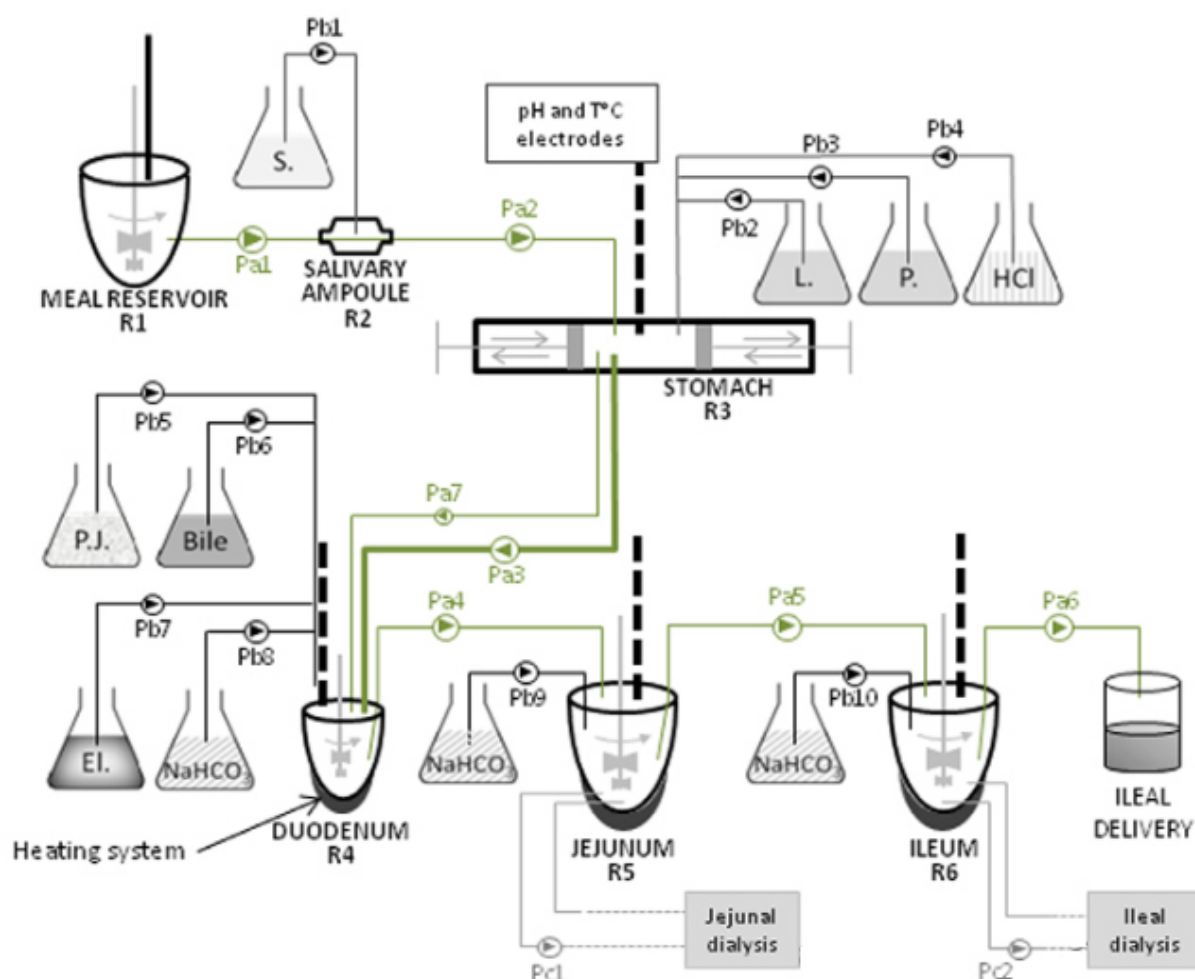 Pb1
S.
pH and T°C
electrodes
Pb4
Pb3
Pb2
L.
P.
HCl
Pa2
Pa1
MEAL RESERVOIR
R1
SALIVARY
AMPOULE
R2
STOMACH
R3
Pb5
Pb6
P.J.
Bile
Pa7
Pa3
Pb7
Pb8
El.
NaHCO3
Pa4
Pa5
Pa6
Pb9
NaHCO3
Pb10
NaHCO3
Heating system
DUODENUM
R4
JEJUNUM
R5
ILEUM
R6
ILEAL
DELIVERY
Jejunal
dialysis
Pc1
Ileal
dialysis
Pc2